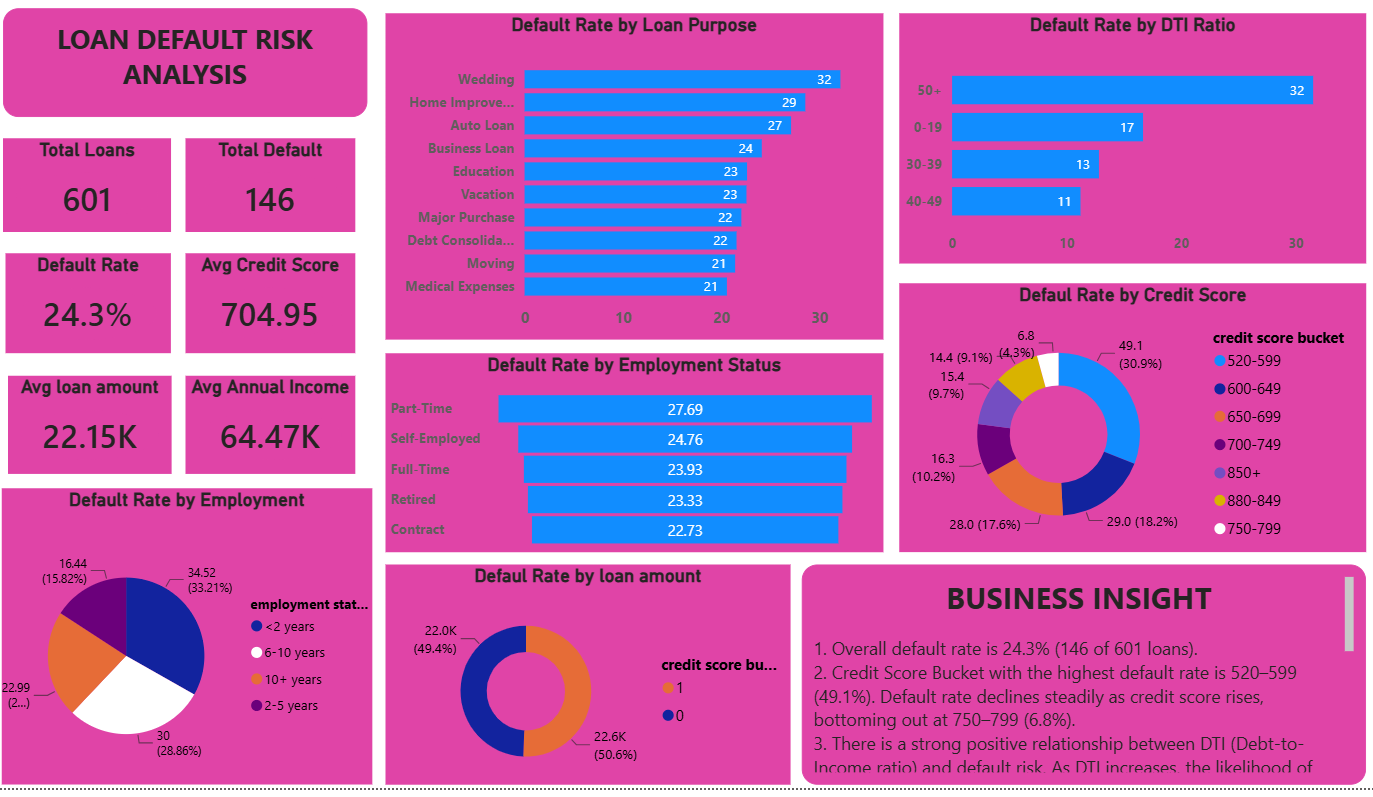 LOAN DEFAULT RISK
ANALYSIS
Total Loans
601
Total Default
146
Default Rate
24.3%
Avg Credit Score
704.95
Avg loan amount
22.15K
Avg Annual Income
64.47K
Default Rate by Employment
16.44
(15.82%)
34.52
(33.21%)
22.99
(2...)
30
(28.86%)
employment stat...
<2 years
6-10 years
10+ years
2-5 years
Default Rate by Loan Purpose
Wedding 32
Home Improve... 29
Auto Loan 27
Business Loan 24
Education 23
Vacation 23
Major Purchase 22
Debt Consolida... 22
Moving 21
Medical Expenses 21
0 10 20 30
Default Rate by Employment Status
Part-Time 27.69
Self-Employed 24.76
Full-Time 23.93
Retired 23.33
Contract 22.73
Defaul Rate by loan amount
22.0K
(49.4%)
22.6K
(50.6%)
credit score bu...
1
0
Default Rate by DTI Ratio
50+ 32
0-19 17
30-39 13
40-49 11
0 10 20 30
Defaul Rate by Credit Score
6.8
(4.3%)
14.4 (9.1%)
15.4
(9.7%)
16.3
(10.2%)
28.0 (17.6%)
29.0 (18.2%)
49.1
(30.9%)
credit score bucket
520-599
600-649
650-699
700-749
850+
880-849
750-799
BUSINESS INSIGHT
1. Overall default rate is 24.3% (146 of 601 loans).
2. Credit Score Bucket with the highest default rate is 520–599
(49.1%). Default rate declines steadily as credit score rises,
bottoming out at 750–799 (6.8%).
3. There is a strong positive relationship between DTI (Debt-to-
Income ratio) and default risk. As DTI increases, the likelihood of